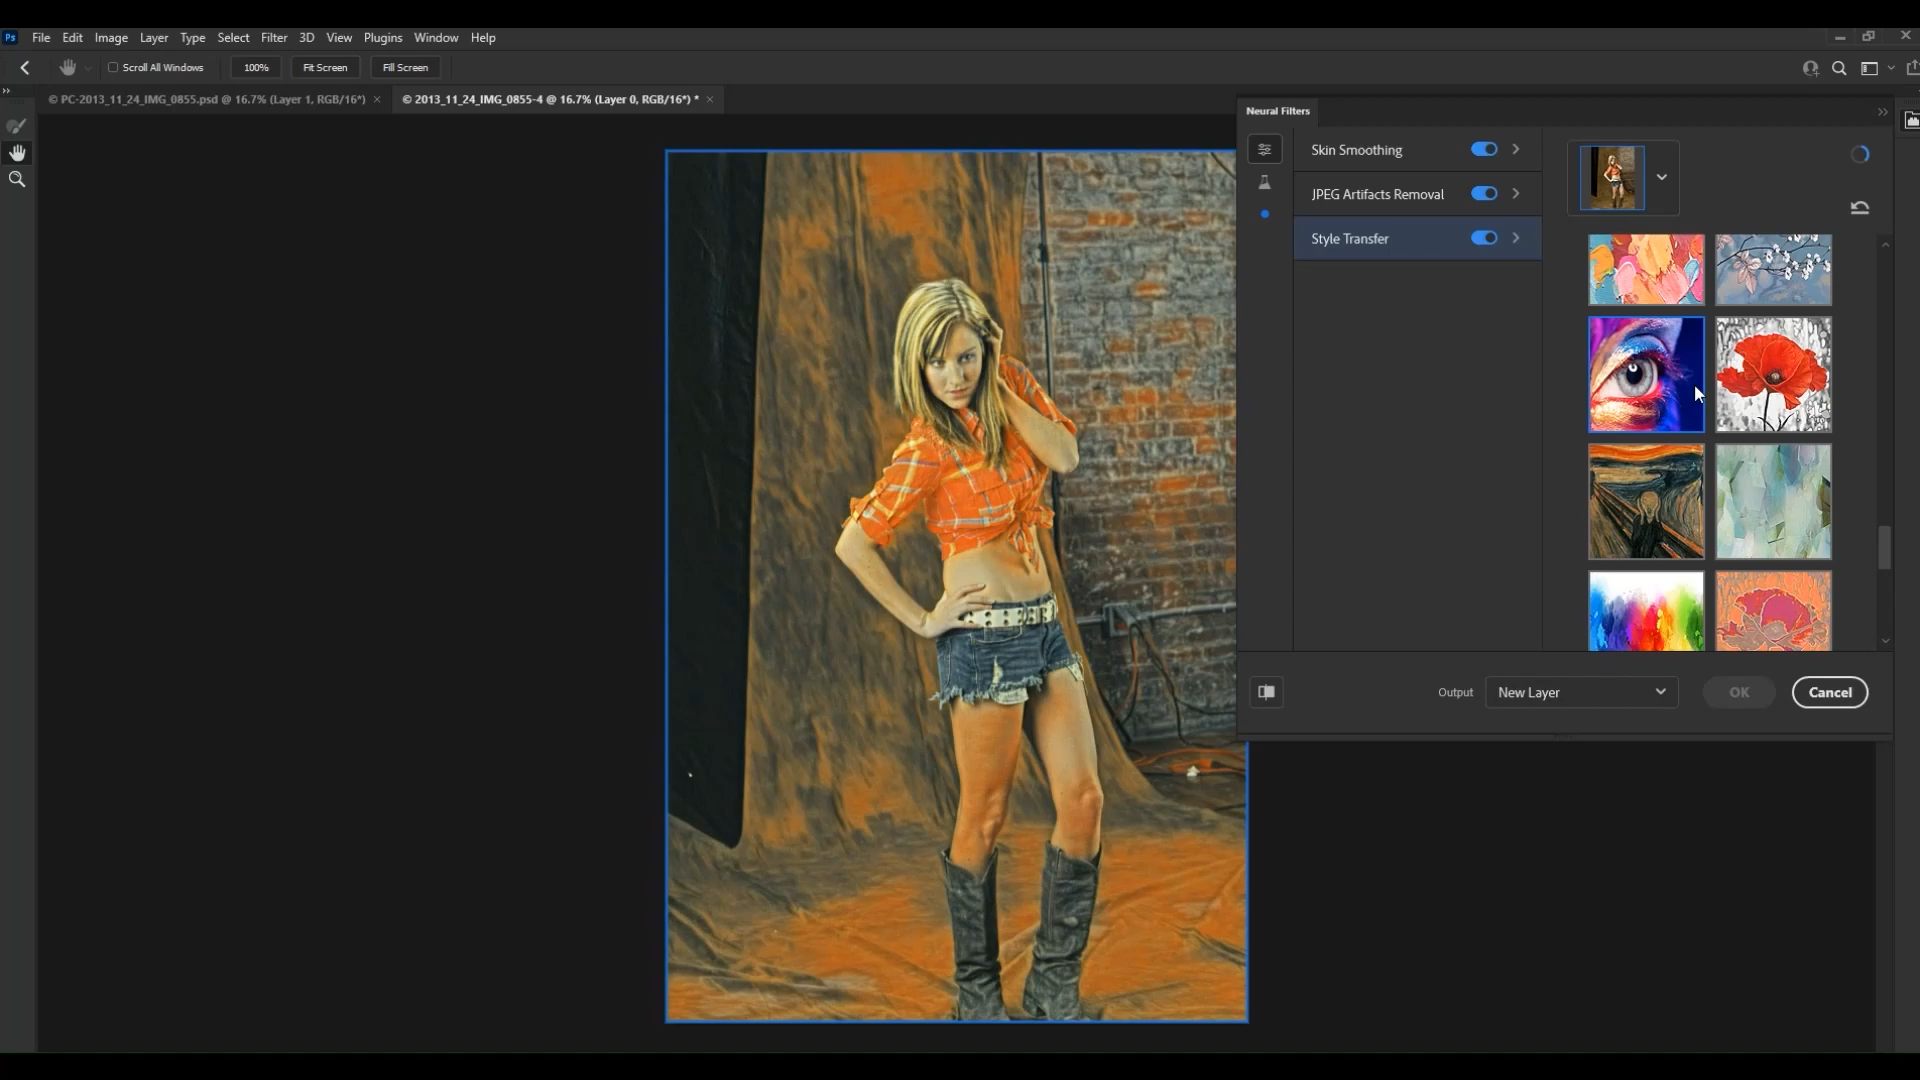 Ps File Edit Image Layer Type Select Filter 3D View Plugins Window Help
Scroll All Windows 100% Fit Screen Fill Screen
© PC-2013_11_24_IMG_0855.psd @ 16.7% (Layer 1, RGB/16*) × © 2013_11_24_IMG_0855-4 @ 16.7% (Layer 0, RGB/16*) * ×
Neural Filters
Skin Smoothing
JPEG Artifacts Removal
Style Transfer
Output New Layer OK Cancel